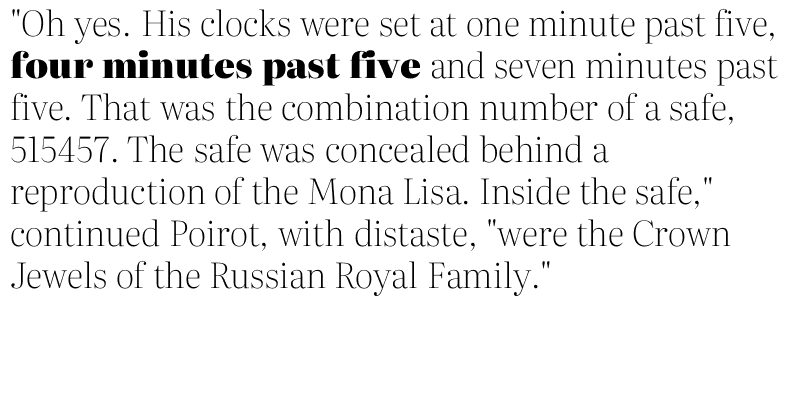 "Oh yes. His clocks were set at one minute past five,
four minutes past five and seven minutes past
five. That was the combination number of a safe,
515457. The safe was concealed behind a
reproduction of the Mona Lisa. Inside the safe,"
continued Poirot, with distaste, "were the Crown
Jewels of the Russian Royal Family."